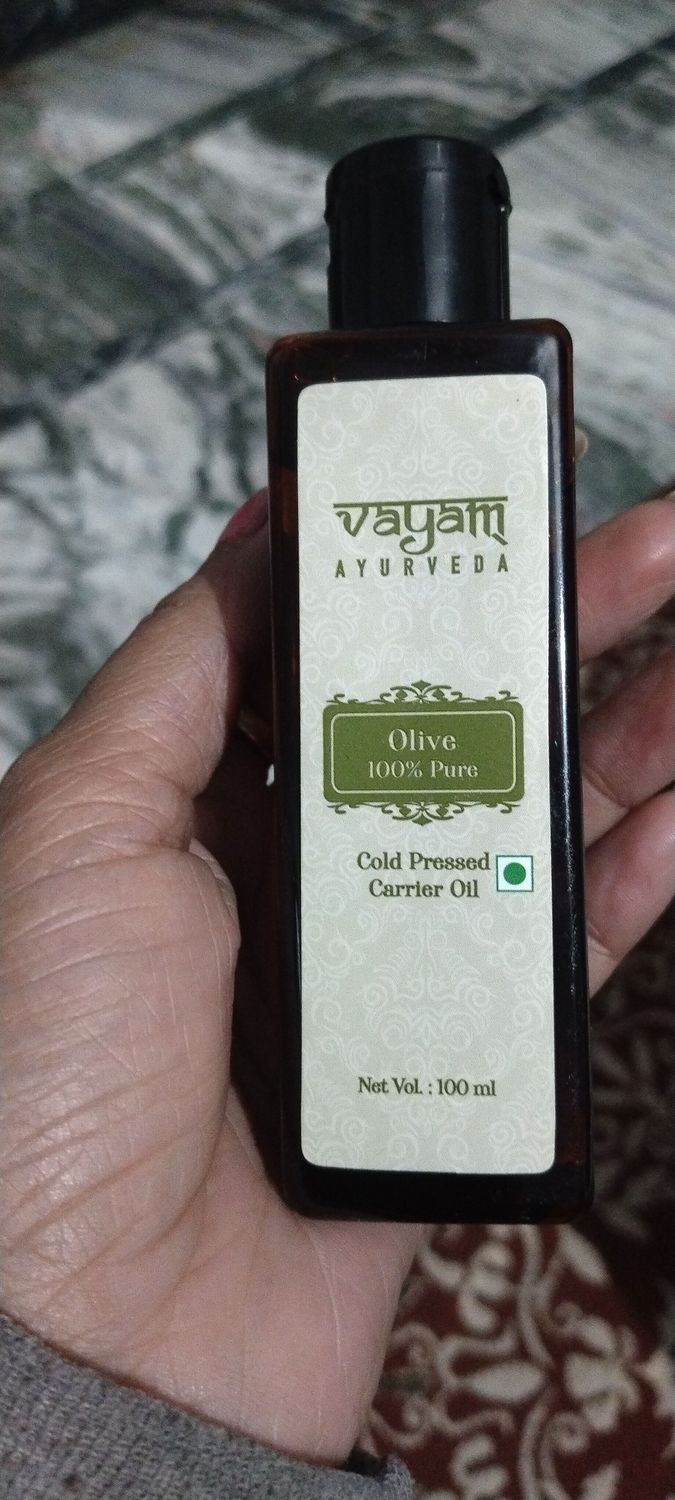 vayam
AYURVEDA
Olive
100% Pure
Cold Pressed
Carrier Oil
Net Vol. : 100 ml